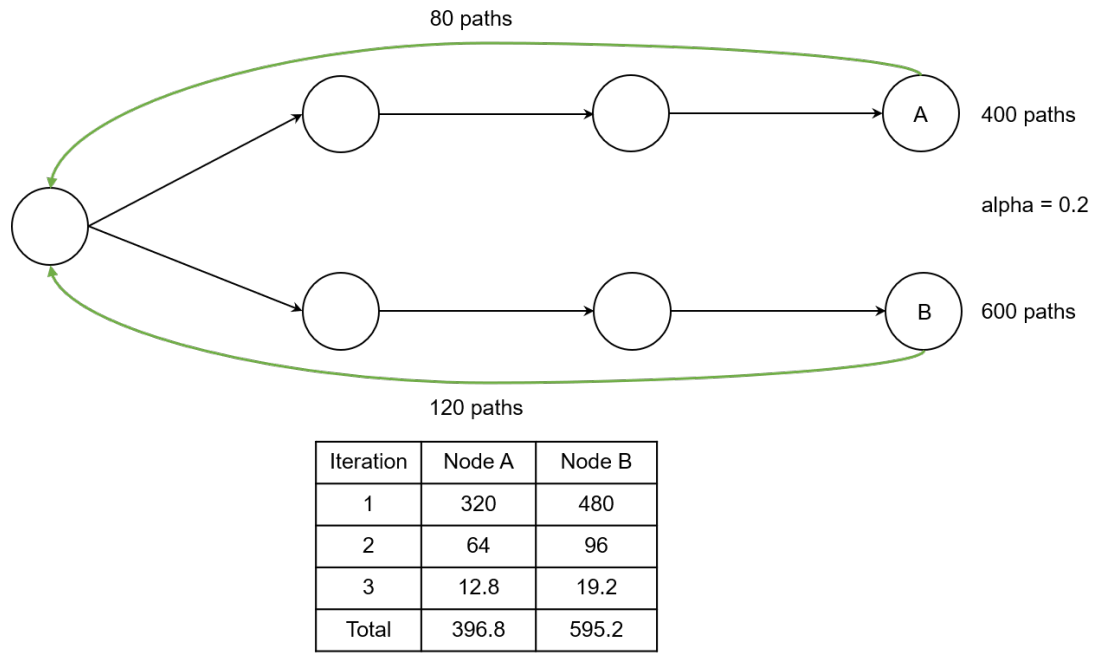 80 paths
A
400 paths
alpha = 0.2
B
600 paths
120 paths
Iteration Node A Node B
1 320 480
2 64 96
3 12.8 19.2
Total 396.8 595.2